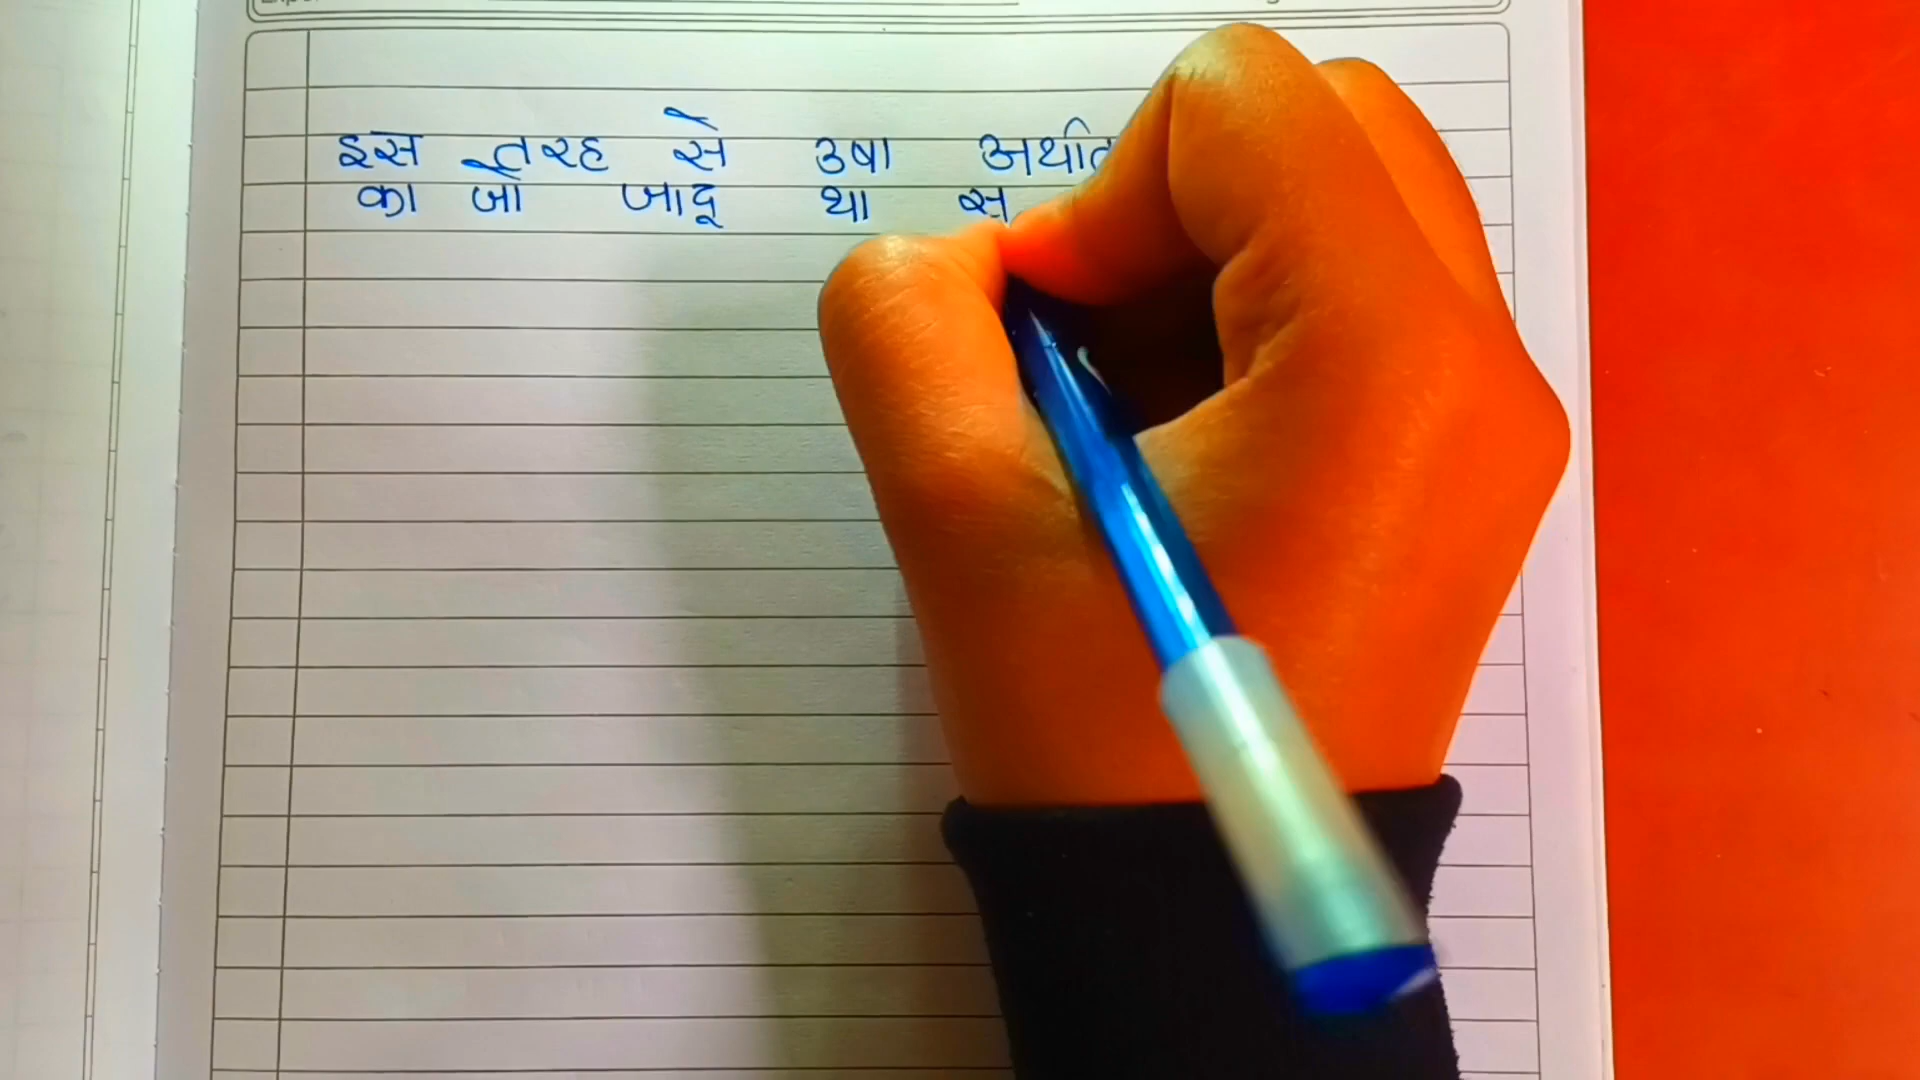 इस तरह से उषा अर्थात
का जो जादू था स